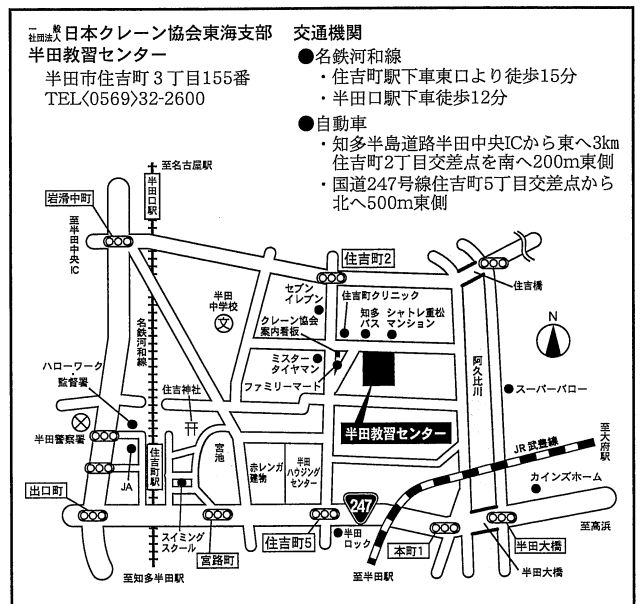 一般
社団法人 日本クレーン協会東海支部
半田教習センター
半田市住吉町3丁目155番
TEL〈0569〉32-2600
交通機関
●名鉄河和線
・住吉町駅下車東口より徒歩15分
・半田口駅下車徒歩12分
●自動車
・知多半島道路半田中央ICから東へ3km
住吉町2丁目交差点を南へ200m東側
・国道247号線住吉町5丁目交差点から
北へ500m東側
至名古屋駅
半田口駅
岩滑中町
至半田中央IC
名鉄河和線
半田
中学校
文
住吉町2
セブン
イレブン
住吉町クリニック
クレーン協会
案内看板
知多
バス
シャトレ重松
マンション
ミスター
タイヤマン
ファミリーマート
住吉橋
N
阿久比川
スーパーバロー
ハローワーク・
監督署
住吉神社
半田警察署
住吉町駅
JA
宮池
赤レンガ
建物
半田
ハウジング
センター
半田教習センター
JR武豊線
至大府駅
カインズホーム
出口町
スイミング
スクール
宮路町
住吉町5
247
半田
ロック
本町1
半田大橋
半田大橋
至高浜
至知多半田駅
至半田駅